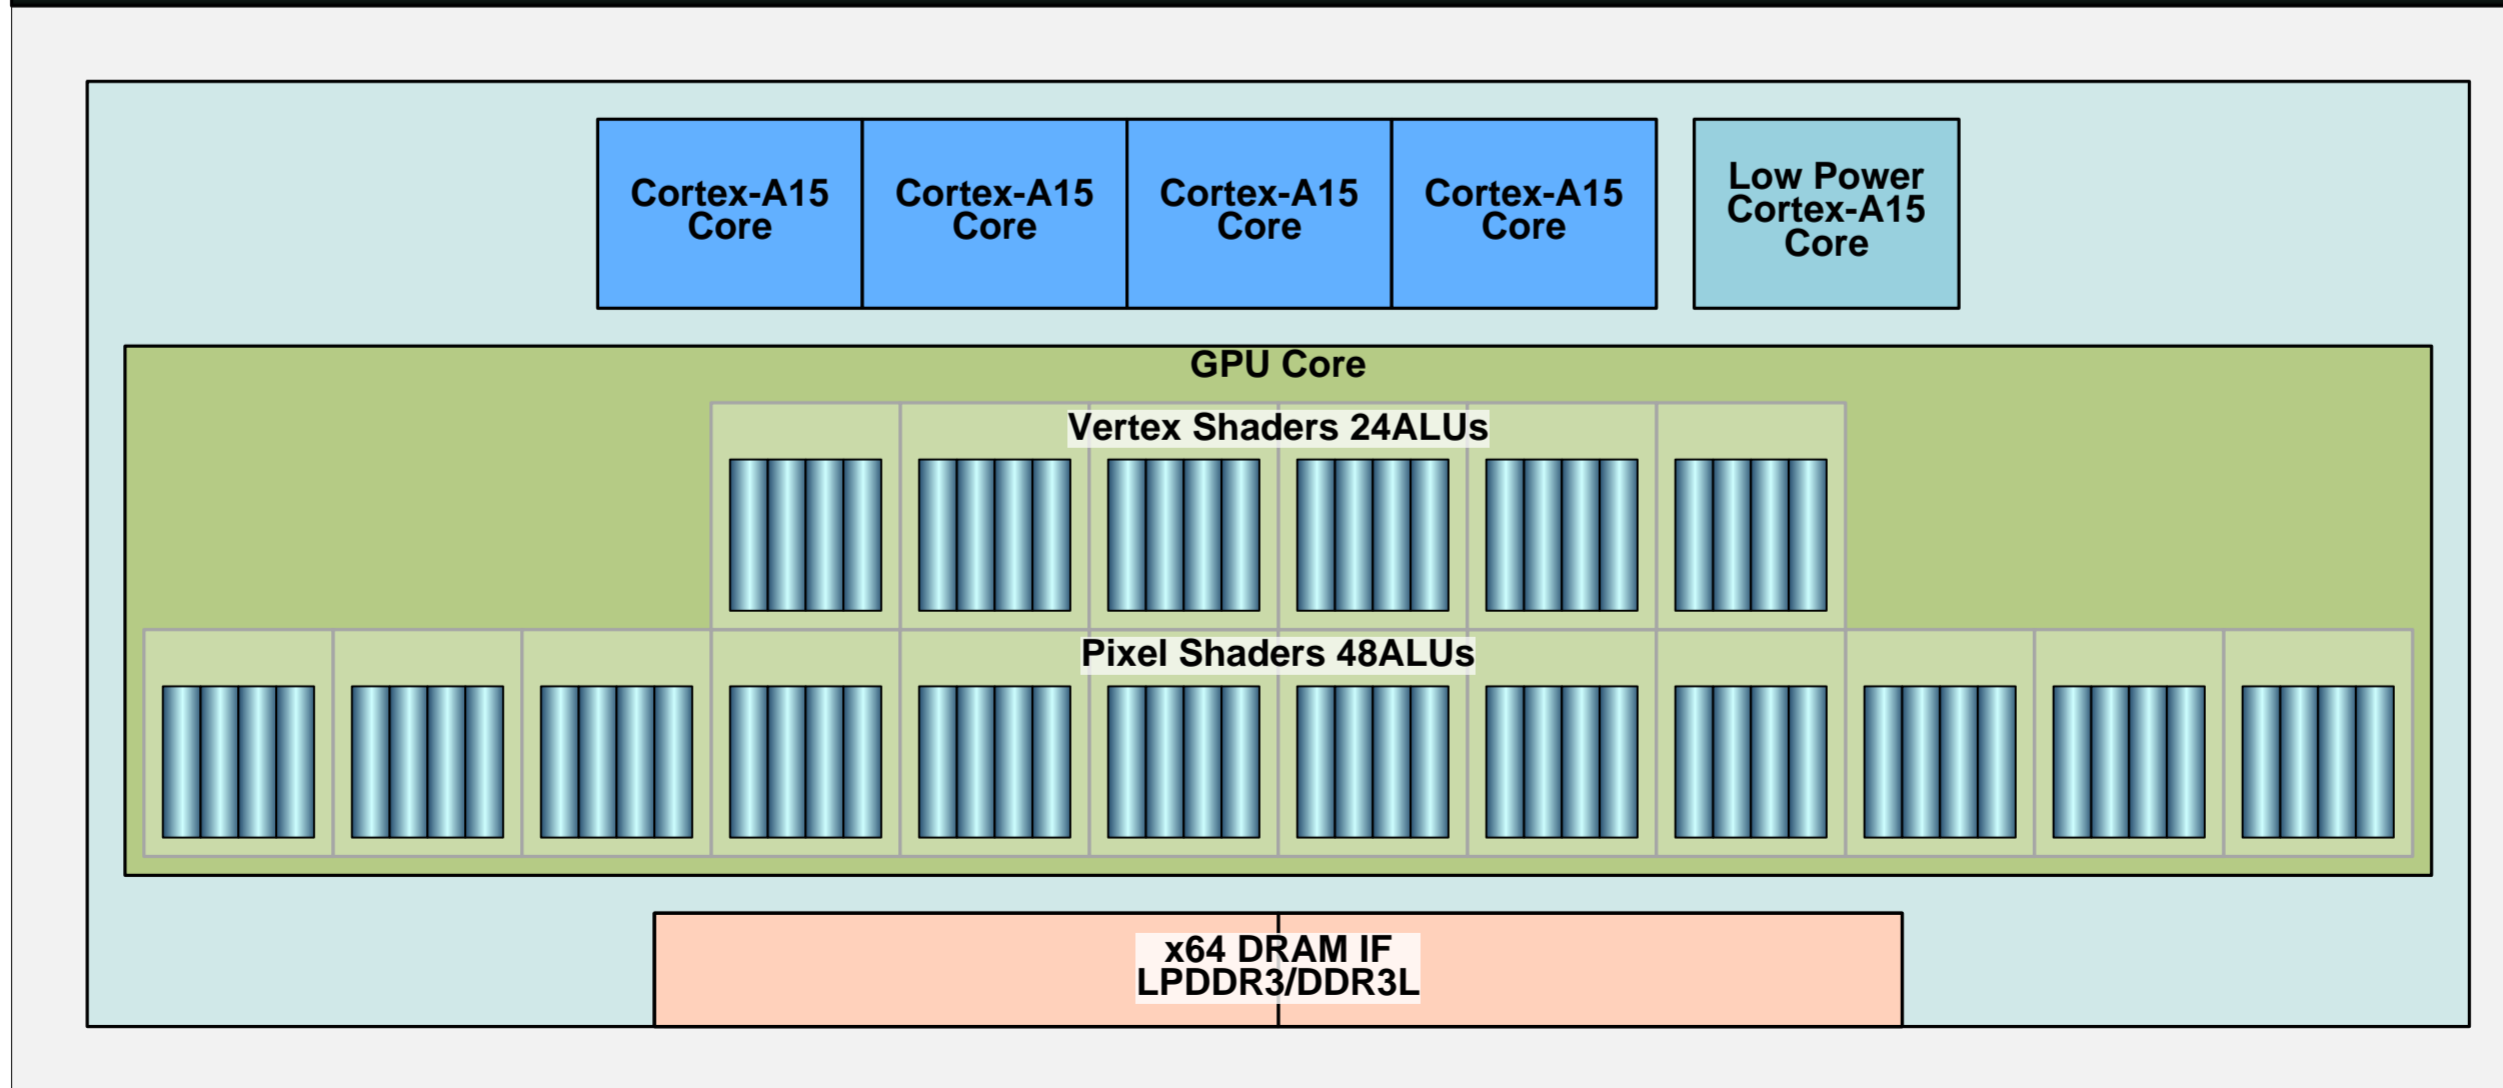 Cortex-A15
Core
Cortex-A15
Core
Cortex-A15
Core
Cortex-A15
Core
Low Power
Cortex-A15
Core
GPU Core
Vertex Shaders 24ALUs
Pixel Shaders 48ALUs
x64 DRAM IF
LPDDR3/DDR3L